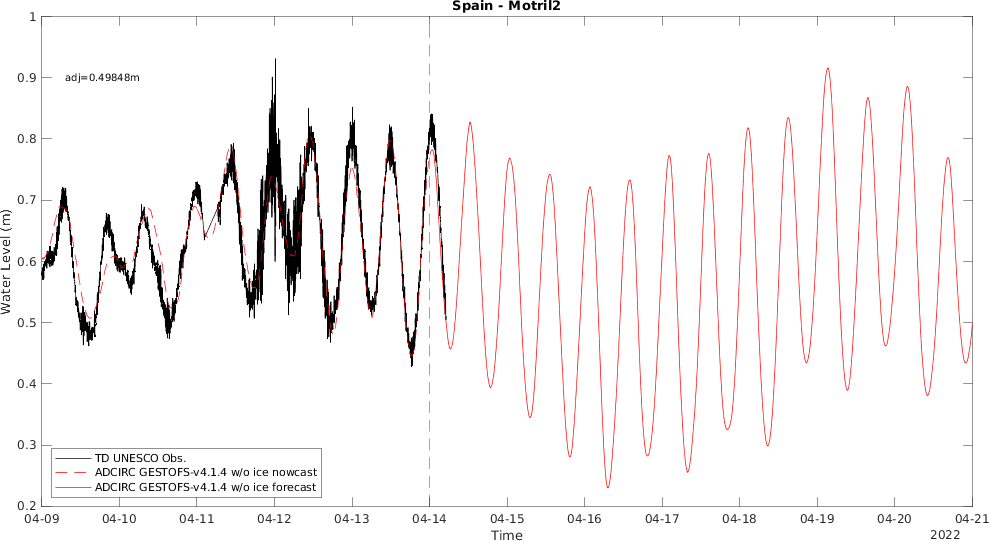 Spain - Motril2
1
0.9
0.8
0.7
0.6
0.5
0.4
0.3
0.2
Water Level (m)
adj=0.49848m
TD UNESCO Obs.
ADCIRC GESTOFS-v4.1.4 w/o ice nowcast
ADCIRC GESTOFS-v4.1.4 w/o ice forecast
04-09 04-10 04-11 04-12 04-13 04-14 04-15 04-16 04-17 04-18 04-19 04-20 04-21
Time
2022